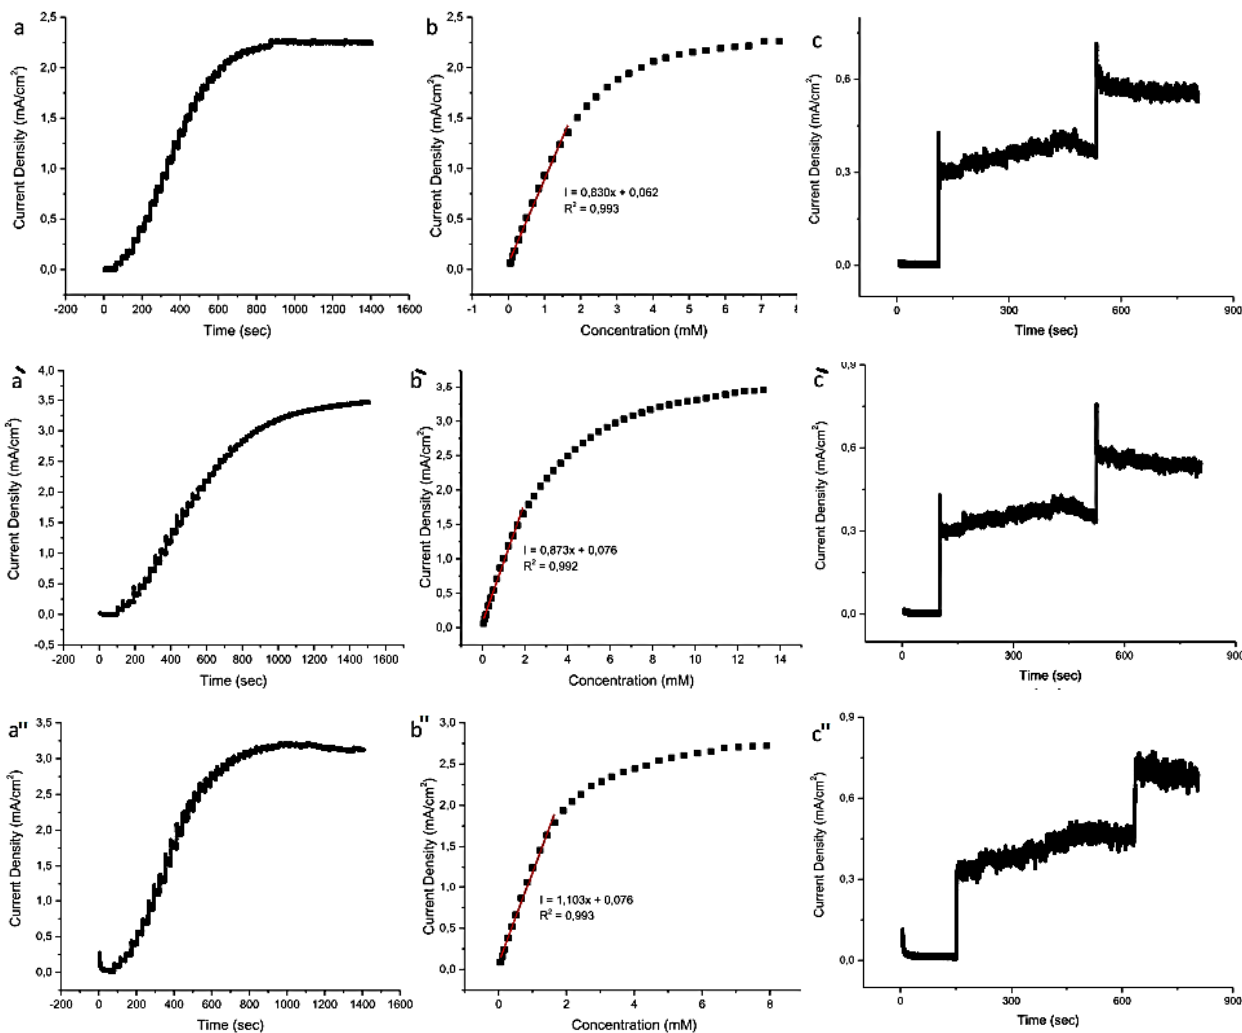 a
2,5
2,0
1,5
1,0
0,5
0,0
Current Density (mA/cm²)
-200 0 200 400 600 800 1000 1200 1400 1600
Time (sec)
b
2,5
2,0
1,5
1,0
0,5
0,0
Current Density (mA/cm²)
I = 0,830x + 0,062
R² = 0,993
-1 0 1 2 3 4 5 6 7 8
Concentration (mM)
c
0,6
0,3
0,0
Current Density (mA/cm²)
0 300 600 900
Time (sec)
a'
4,0
3,5
3,0
2,5
2,0
1,5
1,0
0,5
0,0
-0,5
Current Density (mA/cm²)
-200 0 200 400 600 800 1000 1200 1400 1600
Time (sec)
b'
3,5
3,0
2,5
2,0
1,5
1,0
0,5
0,0
Current Density (mA/cm²)
I = 0,873x + 0,076
R² = 0,992
0 2 4 6 8 10 12 14
Concentration (mM)
c'
0,9
0,6
0,3
0,0
Current Density (mA/cm²)
0 300 600 900
Time (sec)
a"
3,5
3,0
2,5
2,0
1,5
1,0
0,5
0,0
Current Density (mA/cm²)
-200 0 200 400 600 800 1000 1200 1400 1600
Time (sec)
b"
3,0
2,5
2,0
1,5
1,0
0,5
0,0
Current Density (mA/cm²)
I = 1,103x + 0,076
R² = 0,993
0 2 4 6 8
Concentration (mM)
c"
0,9
0,6
0,3
0,0
Current Density (mA/cm²)
0 300 600 900
Time (sec)